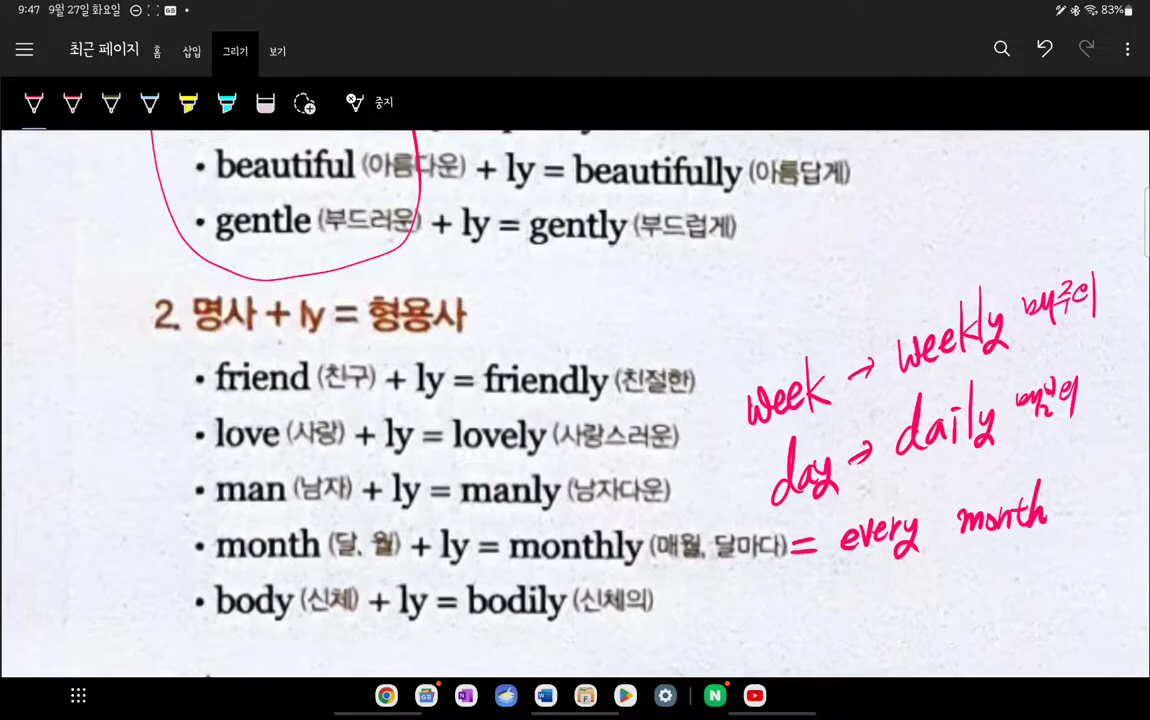 9:47 9월 27일 화요일 GE 83%
최근 페이지 홈 삽입 그리기 보기
중지
• beautiful (아름다운) + ly = beautifully (아름답게)
• gentle (부드러운) + ly = gently (부드럽게)
2. 명사 + ly = 형용사
• friend (친구) + ly = friendly (친절한)
• love (사랑) + ly = lovely (사랑스러운)
• man (남자) + ly = manly (남자다운)
• month (달, 월) + ly = monthly (매월, 달마다) = every month
• body (신체) + ly = bodily (신체의)
week → weekly 매주의
day → daily 매일의